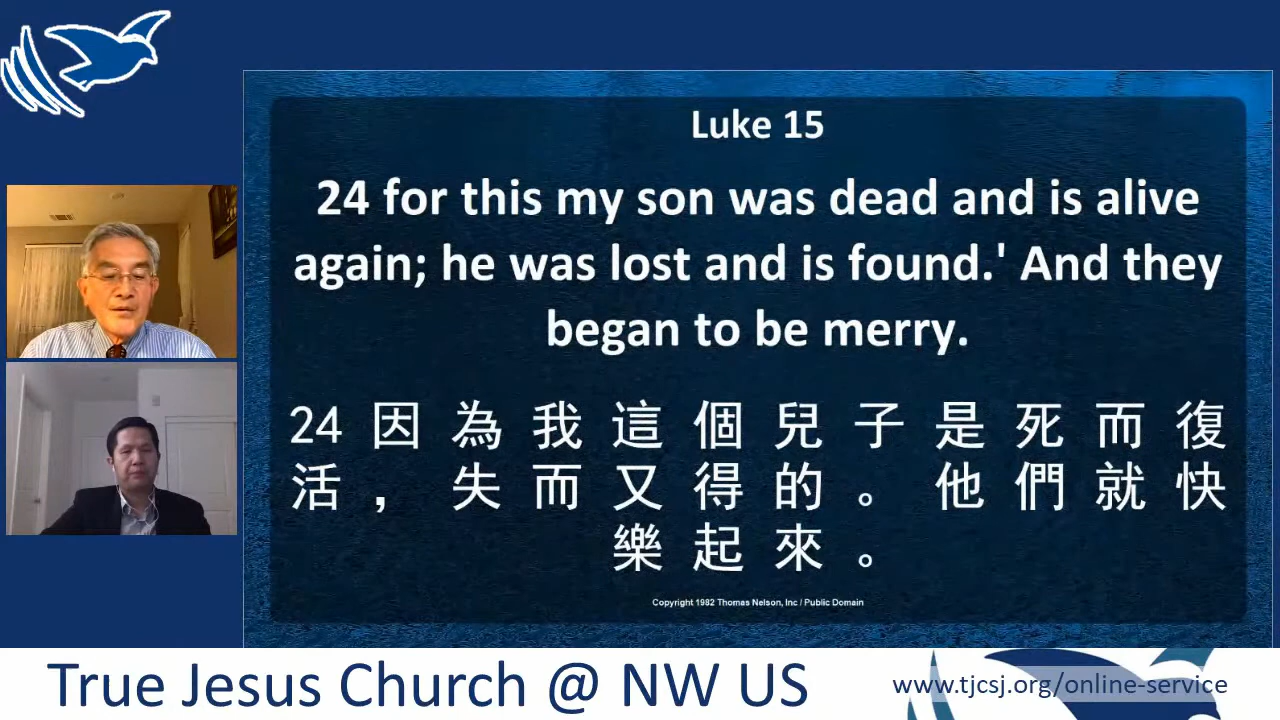 Luke 15
24 for this my son was dead and is alive
again; he was lost and is found.' And they
began to be merry.
24 因為我這個兒子是死而復
活，失而又得的。他們就快
樂起來。
Copyright 1982 Thomas Nelson, Inc / Public Domain
True Jesus Church @ NW US
www.tjcsj.org/online-service